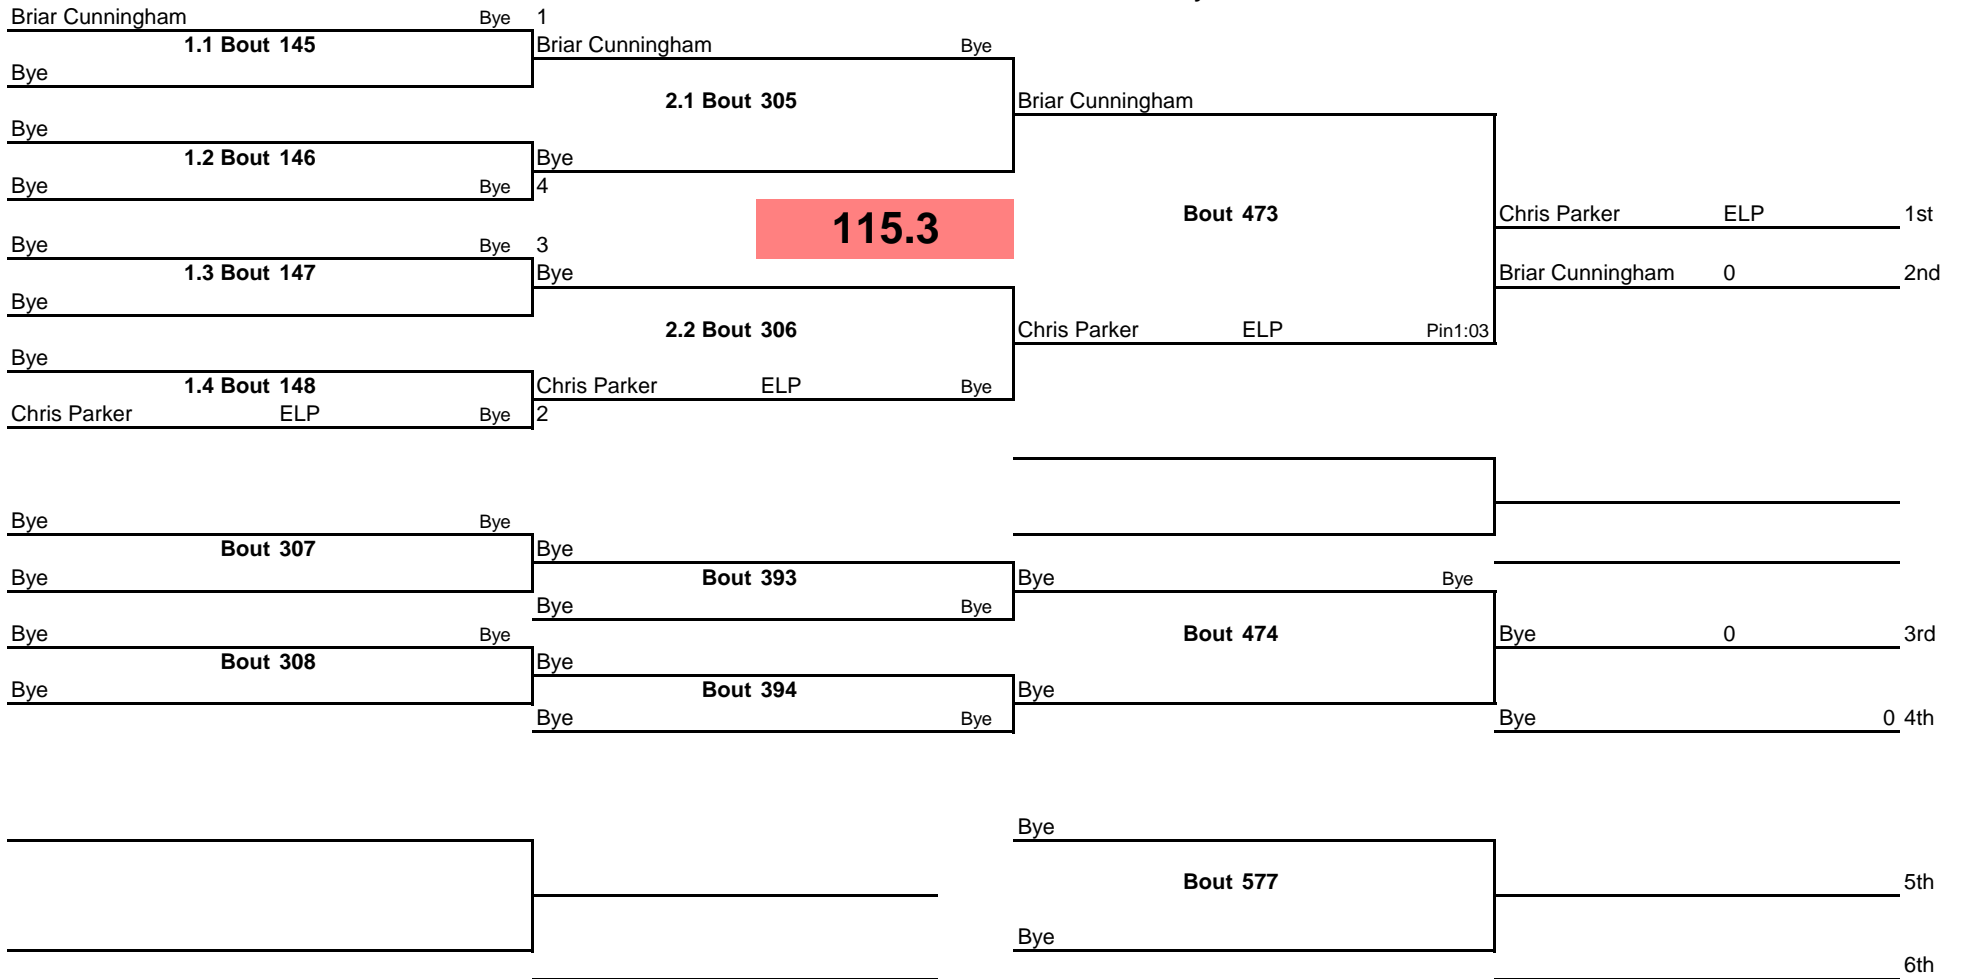 Briar Cunningham Bye 1
1.1 Bout 145 Briar Cunningham Bye
Bye
2.1 Bout 305 Briar Cunningham
Bye
1.2 Bout 146 Bye
Bye Bye 4
115.3 Bout 473 Chris Parker ELP 1st
Bye Bye 3
1.3 Bout 147 Bye Briar Cunningham 0 2nd
Bye
2.2 Bout 306 Chris Parker ELP Pin1:03
Bye
1.4 Bout 148 Chris Parker ELP Bye
Chris Parker ELP Bye 2
Bye Bye
Bout 307 Bye
Bye Bout 393 Bye Bye
Bye Bye
Bye Bye Bout 474 Bye 0 3rd
Bout 308 Bye
Bye Bout 394 Bye
Bye Bye Bye 0 4th
Bye
Bout 577 5th
Bye
6th